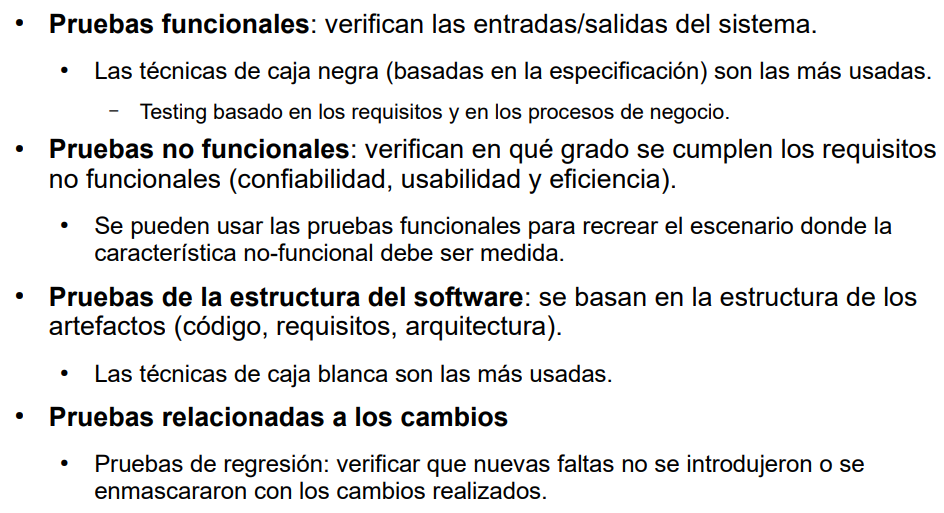 • Pruebas funcionales: verifican las entradas/salidas del sistema.
• Las técnicas de caja negra (basadas en la especificación) son las más usadas.
– Testing basado en los requisitos y en los procesos de negocio.
• Pruebas no funcionales: verifican en qué grado se cumplen los requisitos
no funcionales (confiabilidad, usabilidad y eficiencia).
• Se pueden usar las pruebas funcionales para recrear el escenario donde la
característica no-funcional debe ser medida.
• Pruebas de la estructura del software: se basan en la estructura de los
artefactos (código, requisitos, arquitectura).
• Las técnicas de caja blanca son las más usadas.
• Pruebas relacionadas a los cambios
• Pruebas de regresión: verificar que nuevas faltas no se introdujeron o se
enmascararon con los cambios realizados.